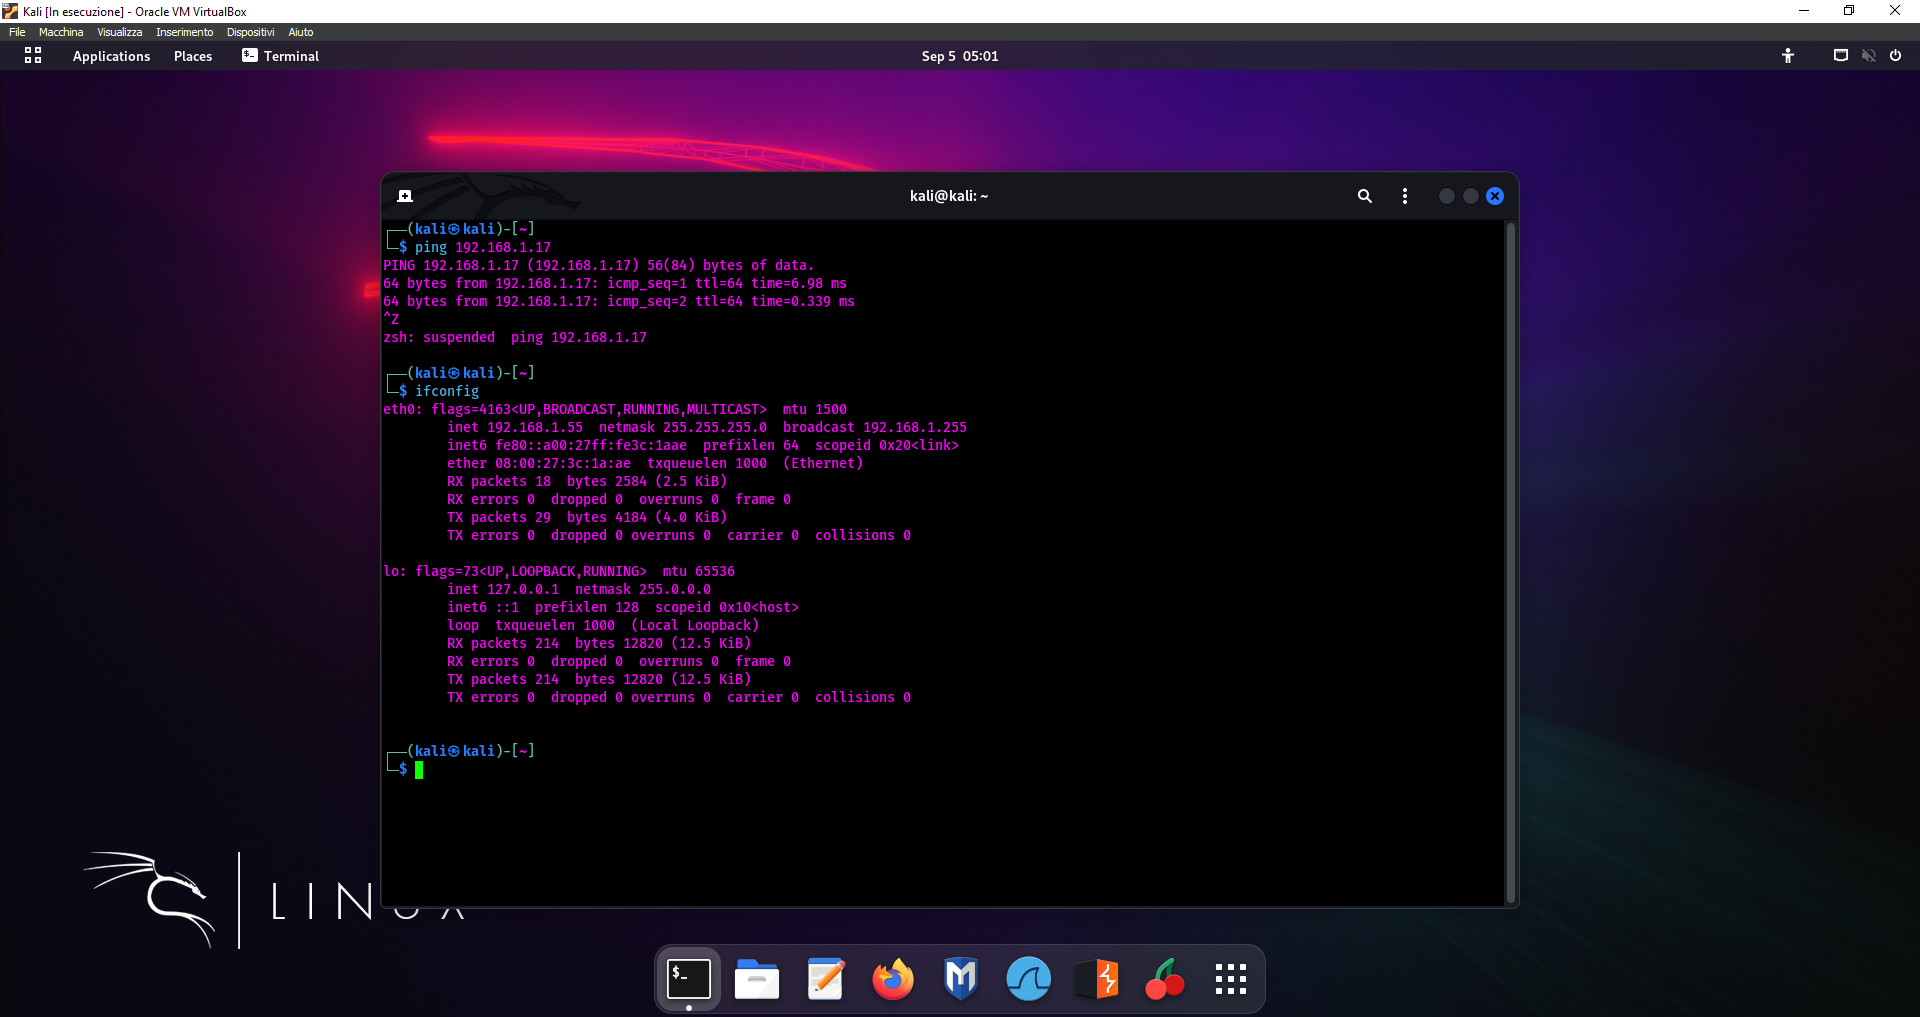 Kali [In esecuzione] - Oracle VM VirtualBox
File Macchina Visualizza Inserimento Dispositivi Aiuto
Applications Places Terminal Sep 5 05:01
kali@kali: ~
┌──(kali㉿kali)-[~]
└─$ ping 192.168.1.17
PING 192.168.1.17 (192.168.1.17) 56(84) bytes of data.
64 bytes from 192.168.1.17: icmp_seq=1 ttl=64 time=6.98 ms
64 bytes from 192.168.1.17: icmp_seq=2 ttl=64 time=0.339 ms
^Z
zsh: suspended  ping 192.168.1.17
┌──(kali㉿kali)-[~]
└─$ ifconfig
eth0: flags=4163<UP,BROADCAST,RUNNING,MULTICAST>  mtu 1500
inet 192.168.1.55  netmask 255.255.255.0  broadcast 192.168.1.255
inet6 fe80::a00:27ff:fe3c:1aae  prefixlen 64  scopeid 0x20<link>
ether 08:00:27:3c:1a:ae  txqueuelen 1000  (Ethernet)
RX packets 18  bytes 2584 (2.5 KiB)
RX errors 0  dropped 0  overruns 0  frame 0
TX packets 29  bytes 4184 (4.0 KiB)
TX errors 0  dropped 0 overruns 0  carrier 0  collisions 0
lo: flags=73<UP,LOOPBACK,RUNNING>  mtu 65536
inet 127.0.0.1  netmask 255.0.0.0
inet6 ::1  prefixlen 128  scopeid 0x10<host>
loop  txqueuelen 1000  (Local Loopback)
RX packets 214  bytes 12820 (12.5 KiB)
RX errors 0  dropped 0  overruns 0  frame 0
TX packets 214  bytes 12820 (12.5 KiB)
TX errors 0  dropped 0 overruns 0  carrier 0  collisions 0
┌──(kali㉿kali)-[~]
└─$
LINUX